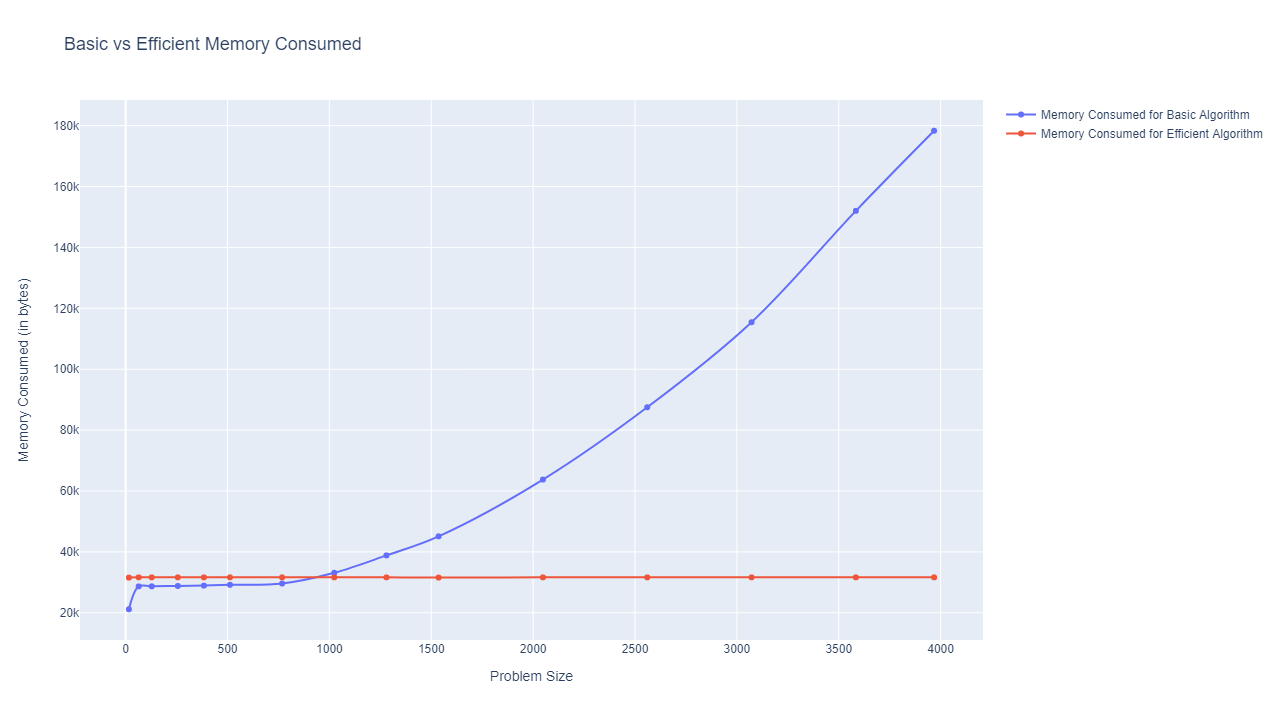 Basic vs Efficient Memory Consumed
Memory Consumed for Basic Algorithm
Memory Consumed for Efficient Algorithm
180k
160k
140k
120k
100k
80k
60k
40k
20k
Memory Consumed (in bytes)
0 500 1000 1500 2000 2500 3000 3500 4000
Problem Size